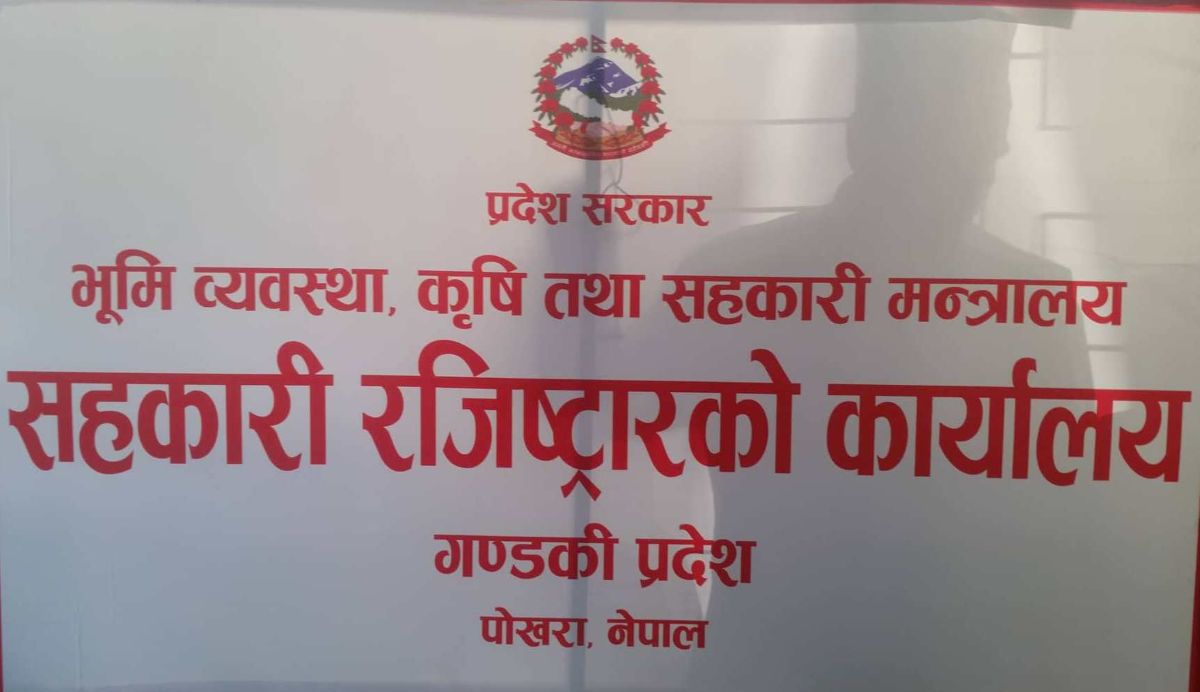 प्रदेश सरकार
भूमि व्यवस्था, कृषि तथा सहकारी मन्त्रालय
सहकारी रजिष्ट्रारको कार्यालय
गण्डकी प्रदेश
पोखरा, नेपाल